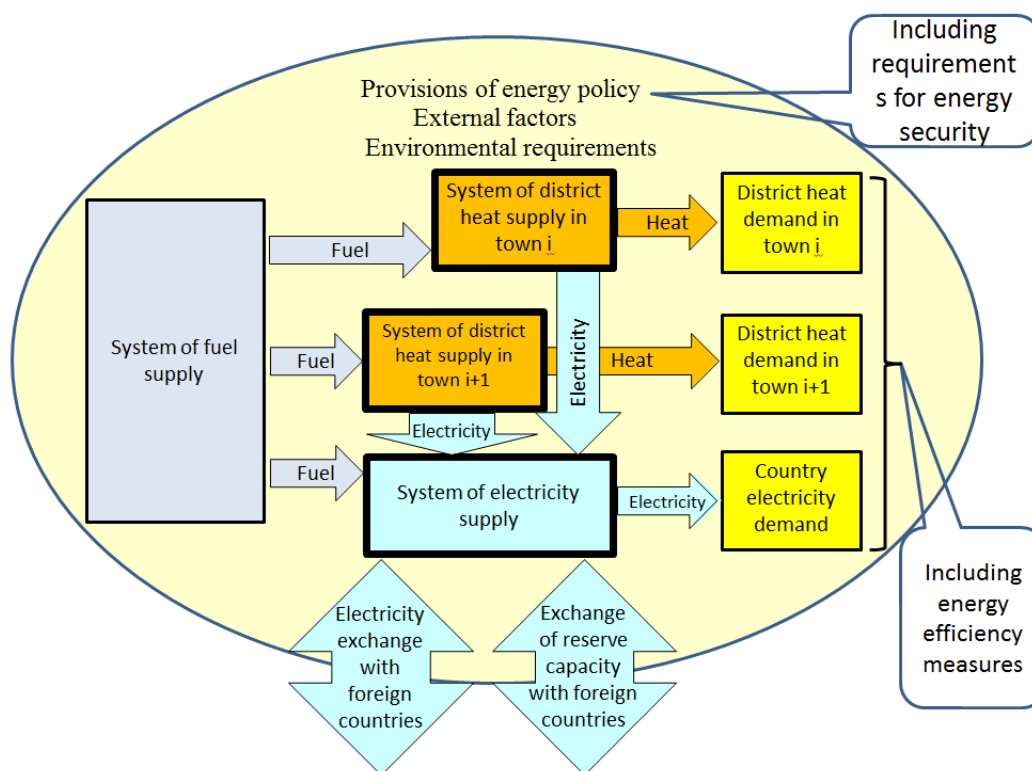 Including
requirement
s for energy
security
Provisions of energy policy
External factors
Environmental requirements
System of fuel
supply
Fuel
System of district
heat supply in
town i
Heat
District heat
demand in
town i
Fuel
System of district
heat supply in
town i+1
Electricity
Heat
District heat
demand in
town i+1
Electricity
Fuel
System of electricity
supply
Electricity
Country
electricity
demand
Including
energy
efficiency
measures
Electricity
exchange
with
foreign
countries
Exchange
of reserve
capacity
with foreign
countries